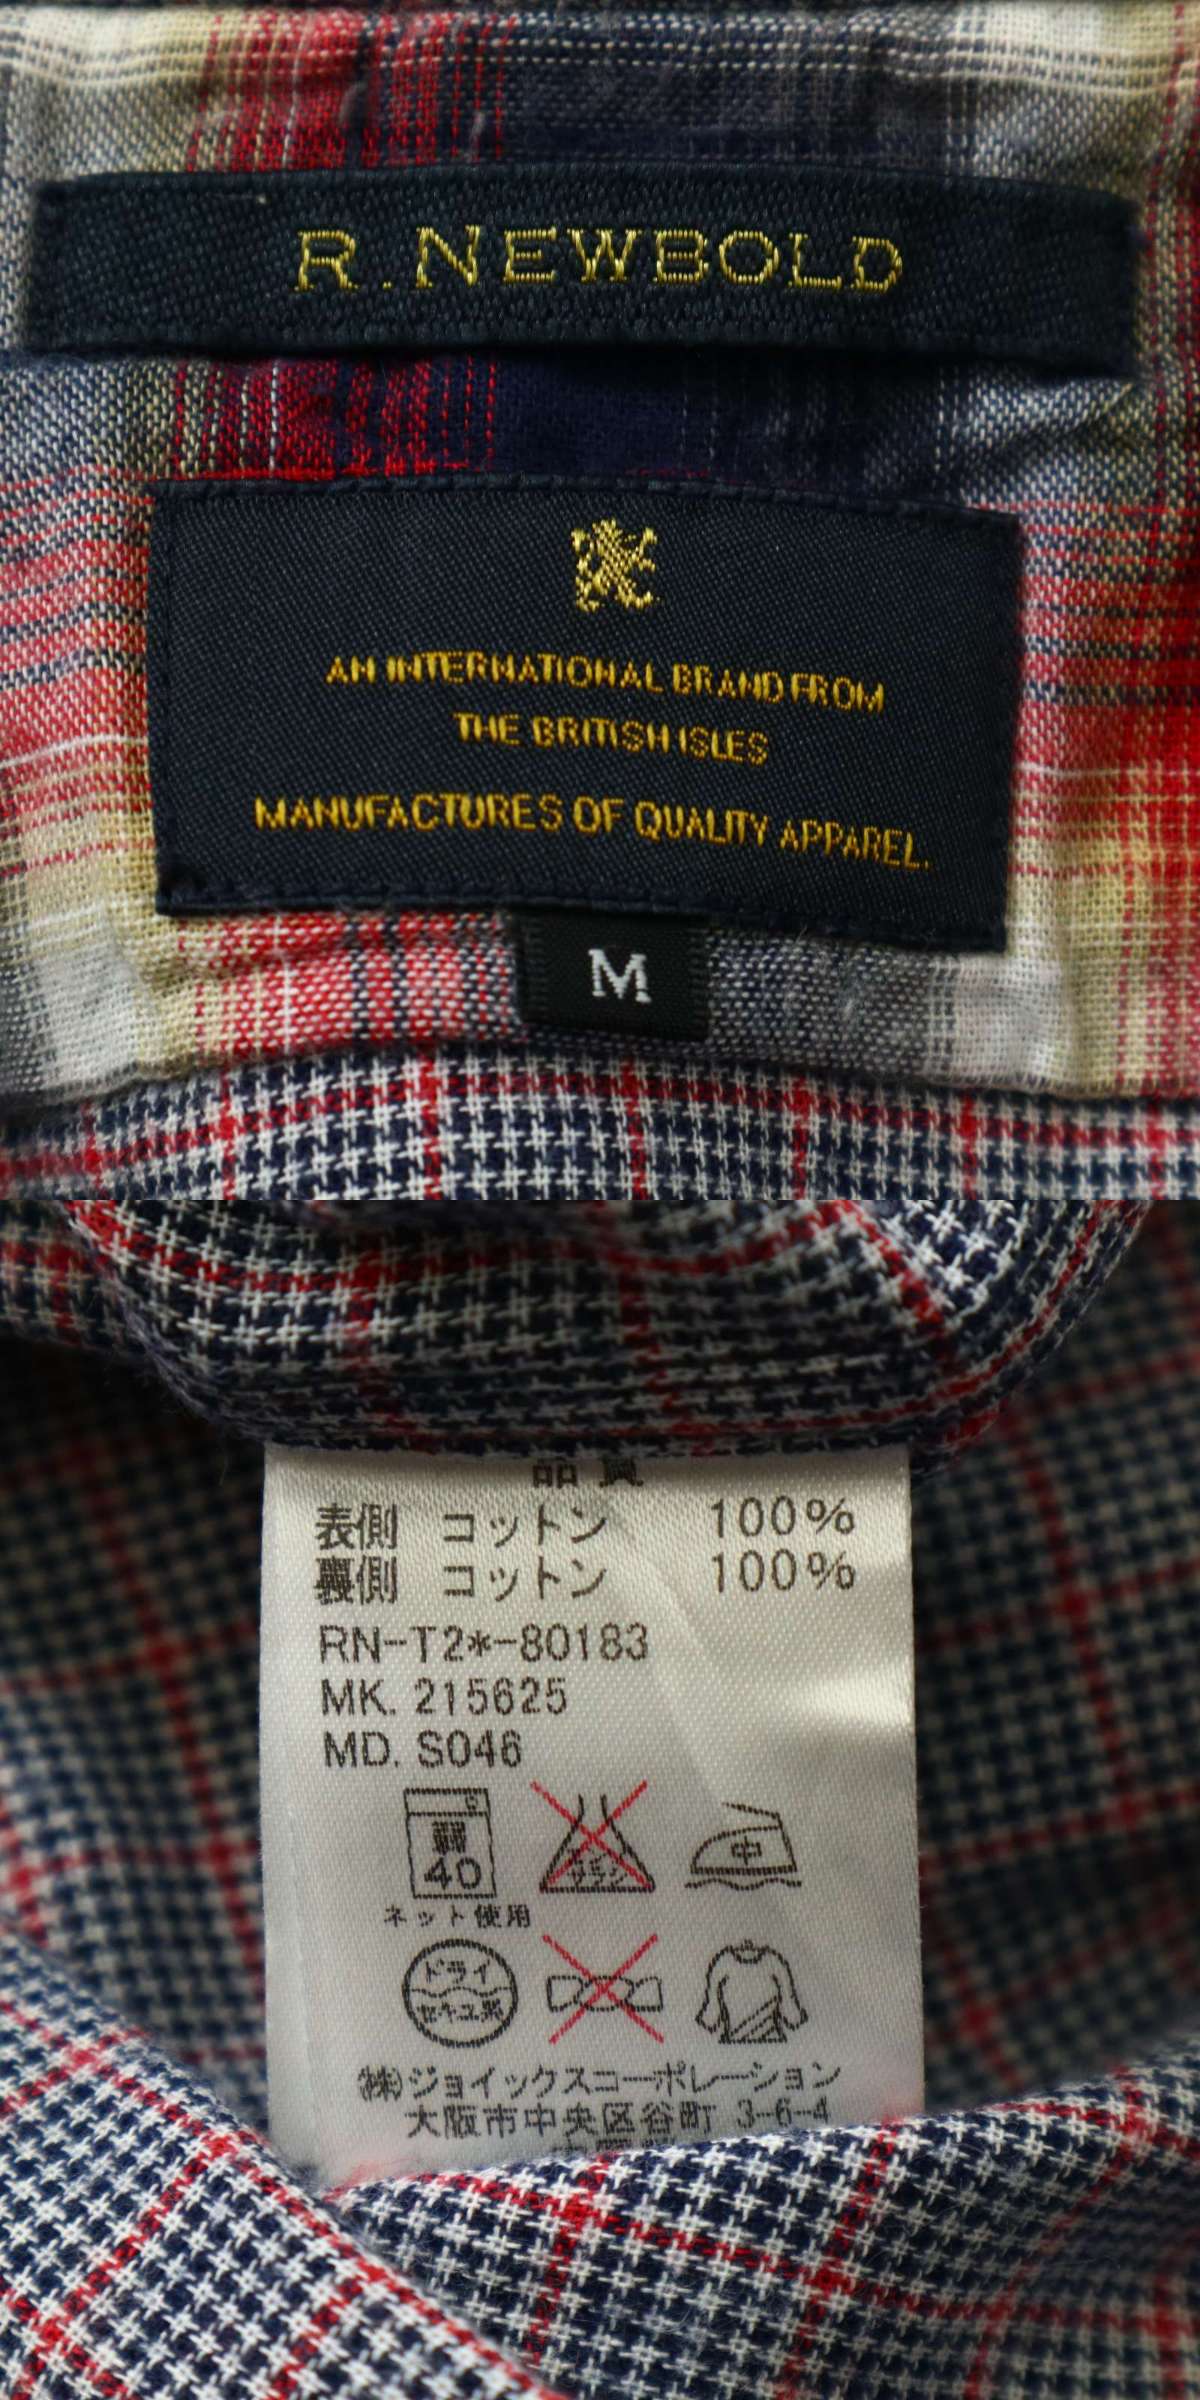 R. NEWBOLD
AN INTERNATIONAL BRAND FROM
THE BRITISH ISLES
MANUFACTURES OF QUALITY APPAREL.
M
品質
表側 コットン 100%
裏側 コットン 100%
RN-T2*-80183
MK. 215625
MD. S046
弱
40
中
ネット使用
ドライ
セキユ系
(株)ジョイックスコーポレーション
大阪市中央区谷町 3-6-4